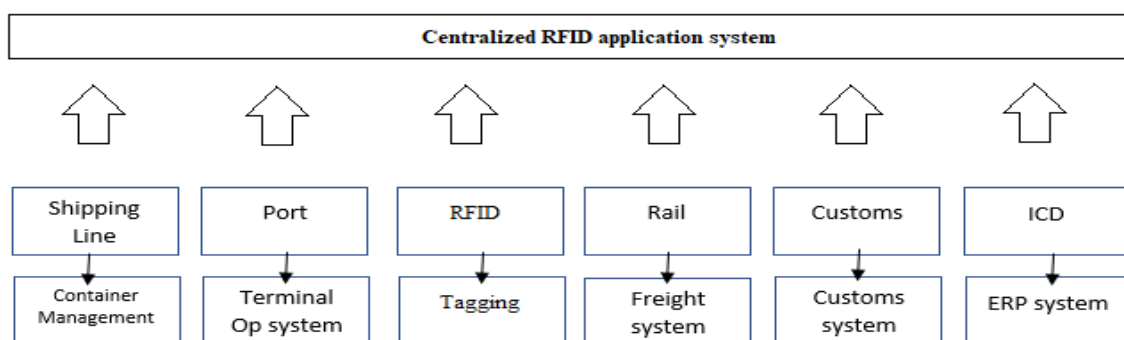 Centralized RFID application system
Shipping
Line
Port
RFID
Rail
Customs
ICD
Container
Management
Terminal
Op system
Tagging
Freight
system
Customs
system
ERP system